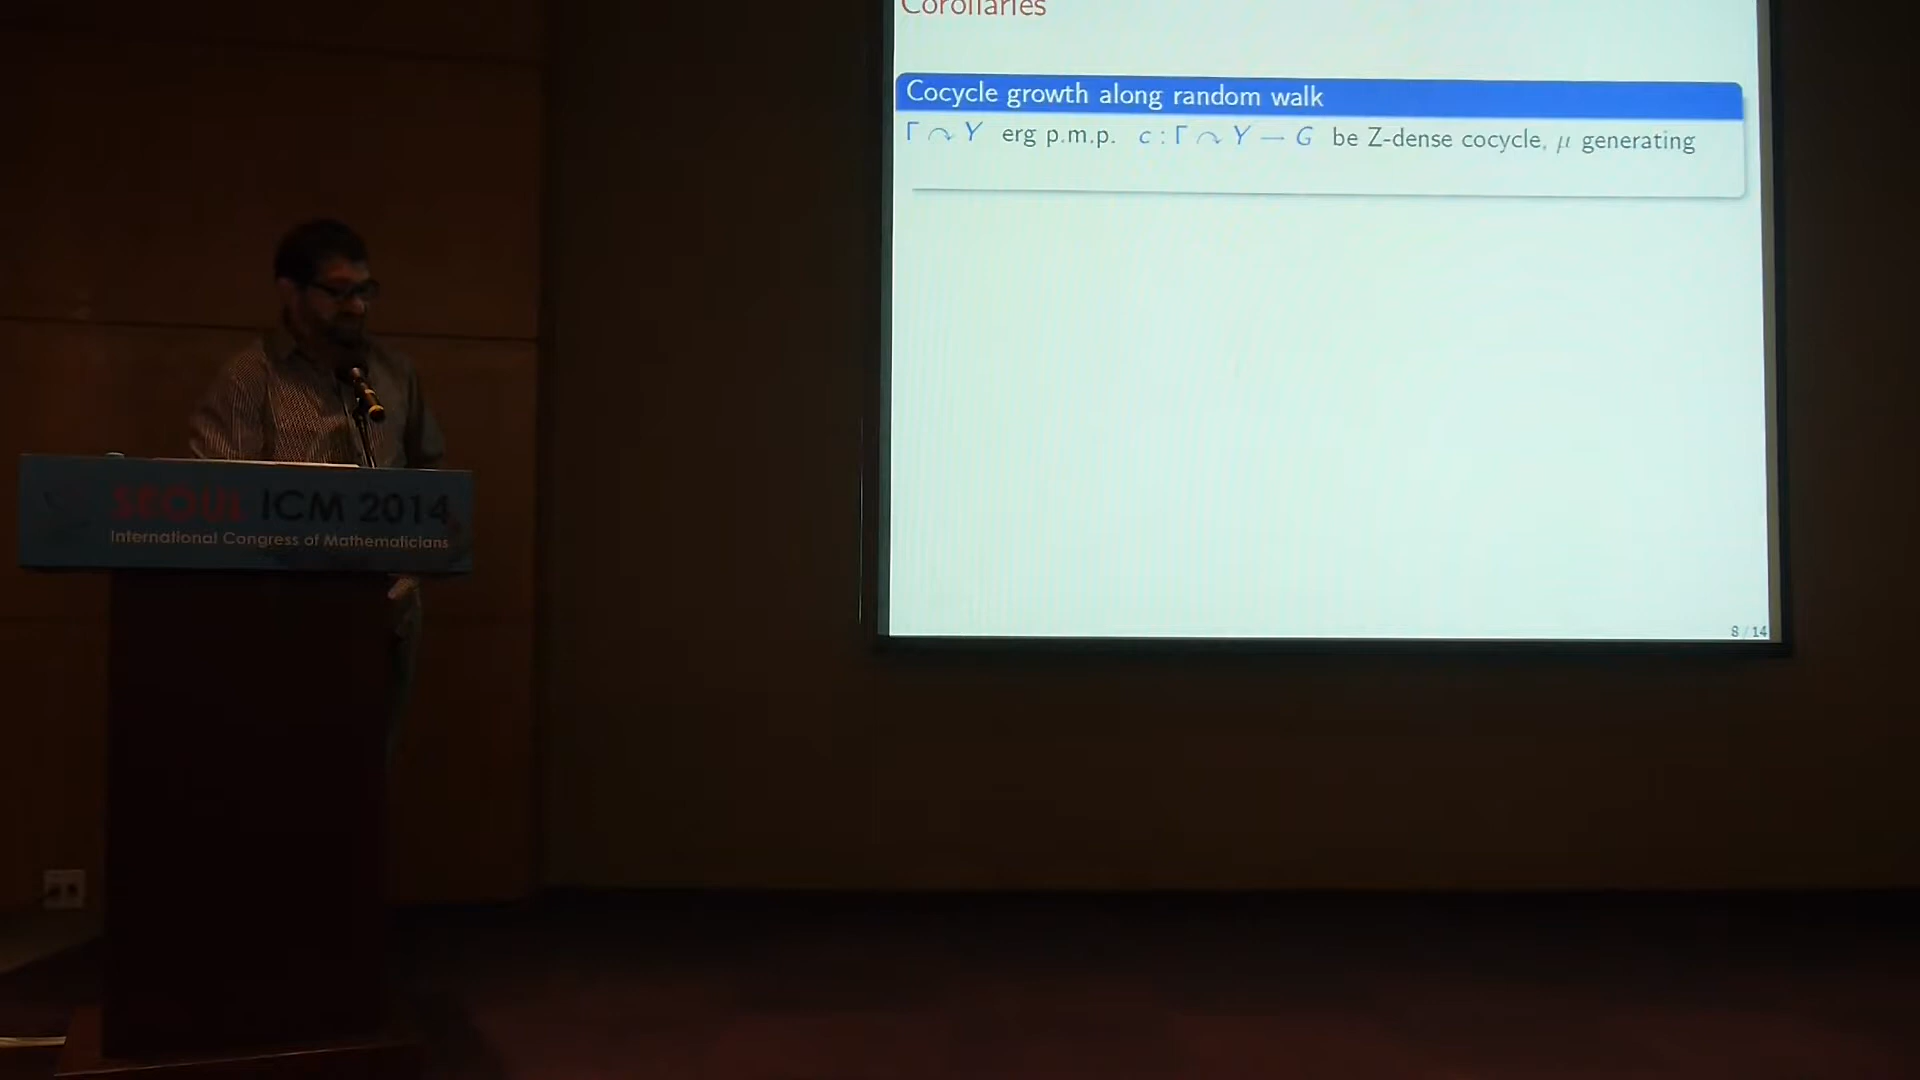 Corollaries
Cocycle growth along random walk
Γ ↷ Y erg p.m.p. c : Γ ↷ Y → G be Z-dense cocycle, μ generating
8 / 14
SEOUL ICM 2014
International Congress of Mathematicians